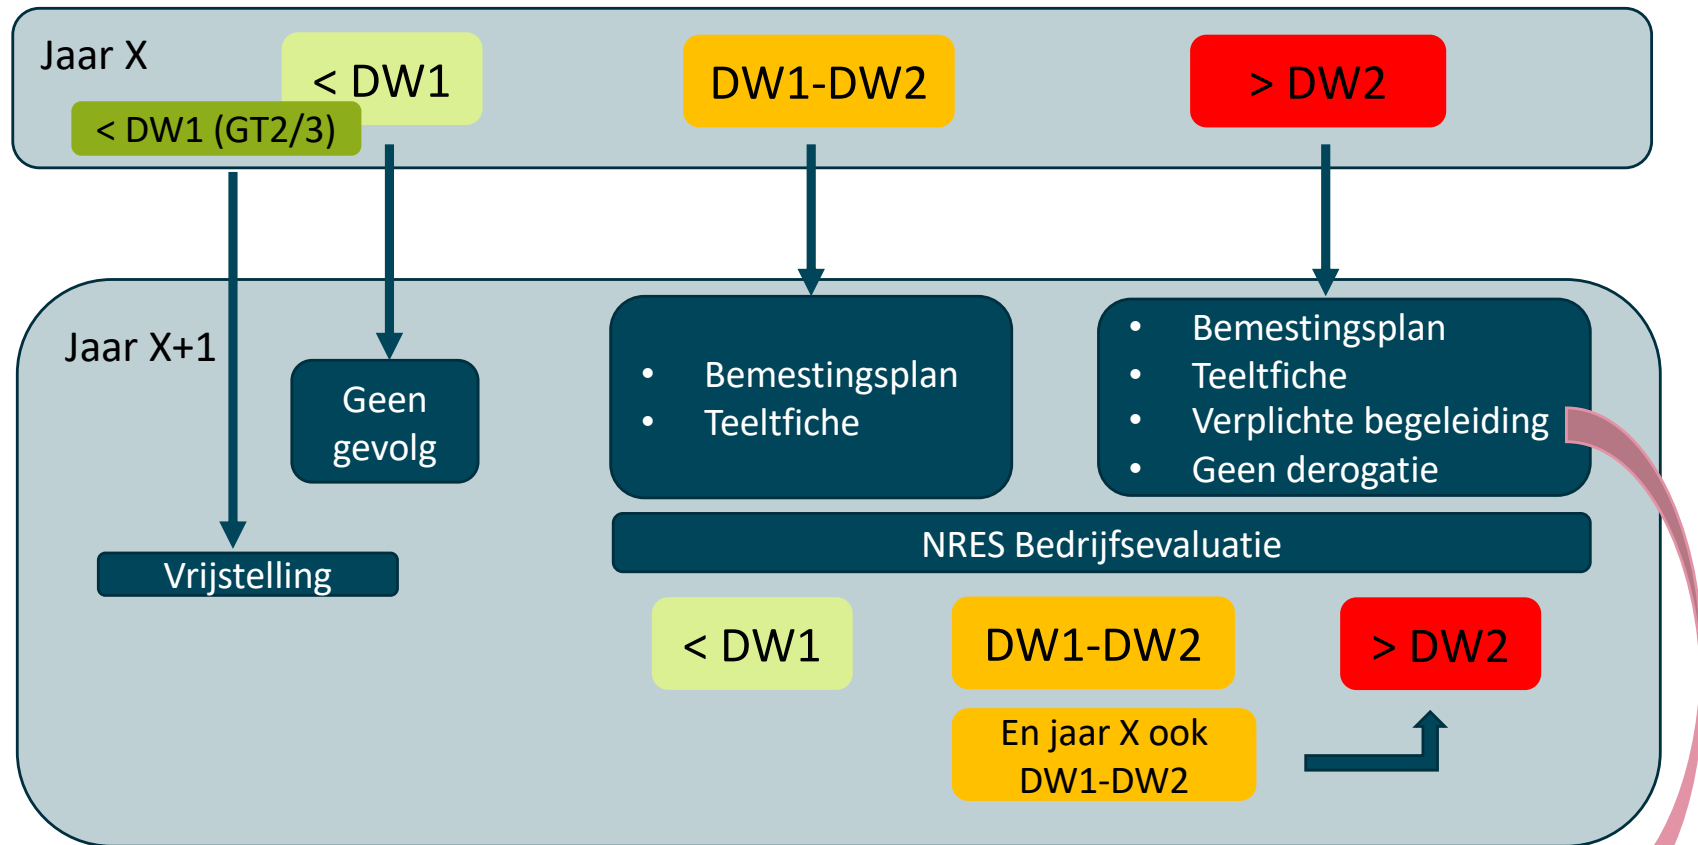 Jaar X
< DW1
< DW1 (GT2/3)
DW1-DW2
> DW2
Jaar X+1
Geen
gevolg
Vrijstelling
• Bemestingsplan
• Teeltfiche
• Bemestingsplan
• Teeltfiche
• Verplichte begeleiding
• Geen derogatie
NRES Bedrijfsevaluatie
< DW1
DW1-DW2
> DW2
En jaar X ook
DW1-DW2